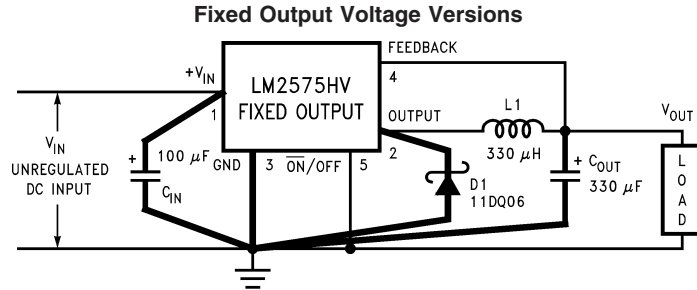 Fixed Output Voltage Versions
FEEDBACK
+V_IN
LM2575HV
FIXED OUTPUT
4
1
OUTPUT
L1
V_OUT
V_IN
UNREGULATED
DC INPUT
+
100 μF
C_IN
GND
3
O̅N̅/OFF
5
2
330 μH
D1
11DQ06
+
C_OUT
330 μF
LOAD